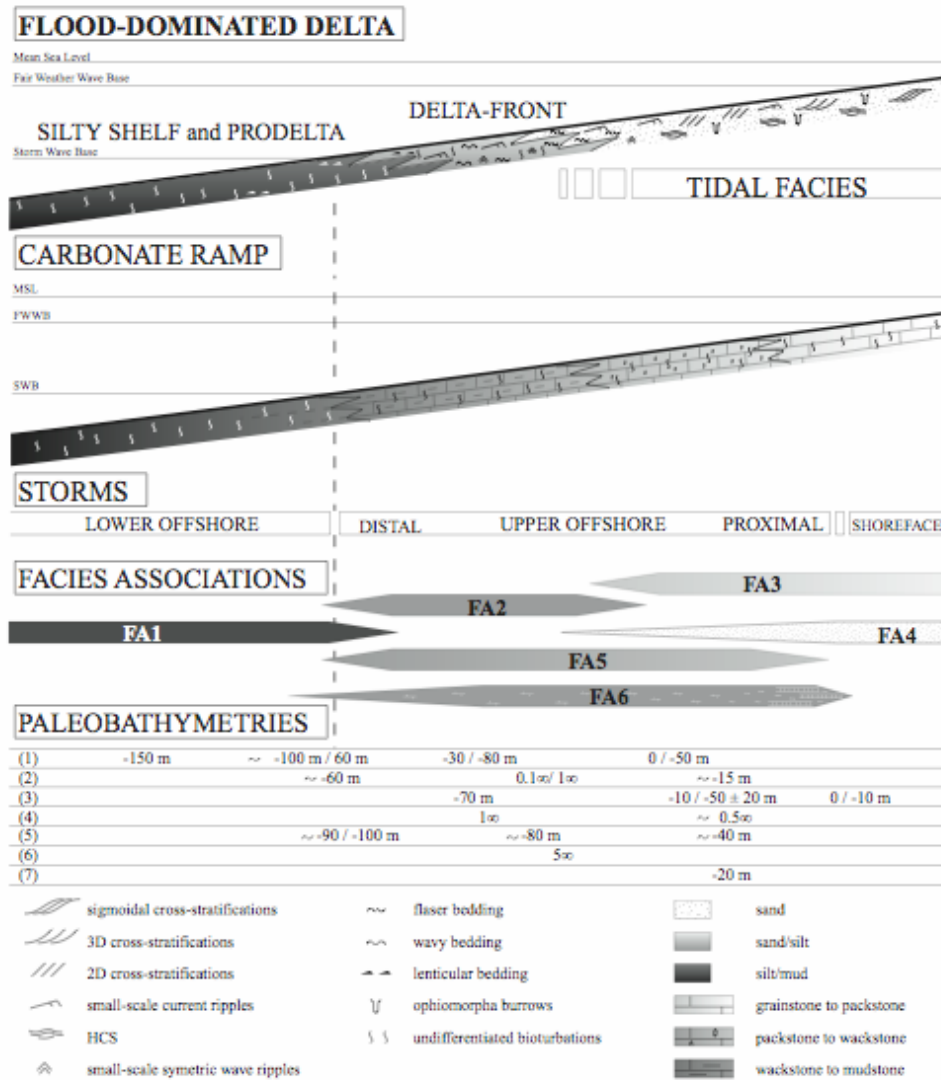 FLOOD-DOMINATED DELTA
Mean Sea Level
Fair Weather Wave Base
DELTA-FRONT
SILTY SHELF and PRODELTA
Storm Wave Base
TIDAL FACIES
CARBONATE RAMP
MSL
FWWB
SWB
STORMS
LOWER OFFSHORE DISTAL UPPER OFFSHORE PROXIMAL SHOREFACE
FACIES ASSOCIATIONS
FA3
FA2
FA1 FA4
FA5
FA6
PALEOBATHYMETRIES
(1) -150 m ~ -100 m / 60 m -30 / -80 m 0 / -50 m
(2) ~ -60 m 0.1∞/ 1∞ ~ -15 m
(3) -70 m -10 / -50 ± 20 m 0 / -10 m
(4) 1∞ ~ 0.5∞
(5) ~ -90 / -100 m ~ -80 m ~ -40 m
(6) 5∞
(7) -20 m
sigmoidal cross-stratifications flaser bedding sand
3D cross-stratifications wavy bedding sand/silt
2D cross-stratifications lenticular bedding silt/mud
small-scale current ripples ophiomorpha burrows grainstone to packstone
HCS undifferentiated bioturbations packstone to wackstone
small-scale symetric wave ripples wackstone to mudstone